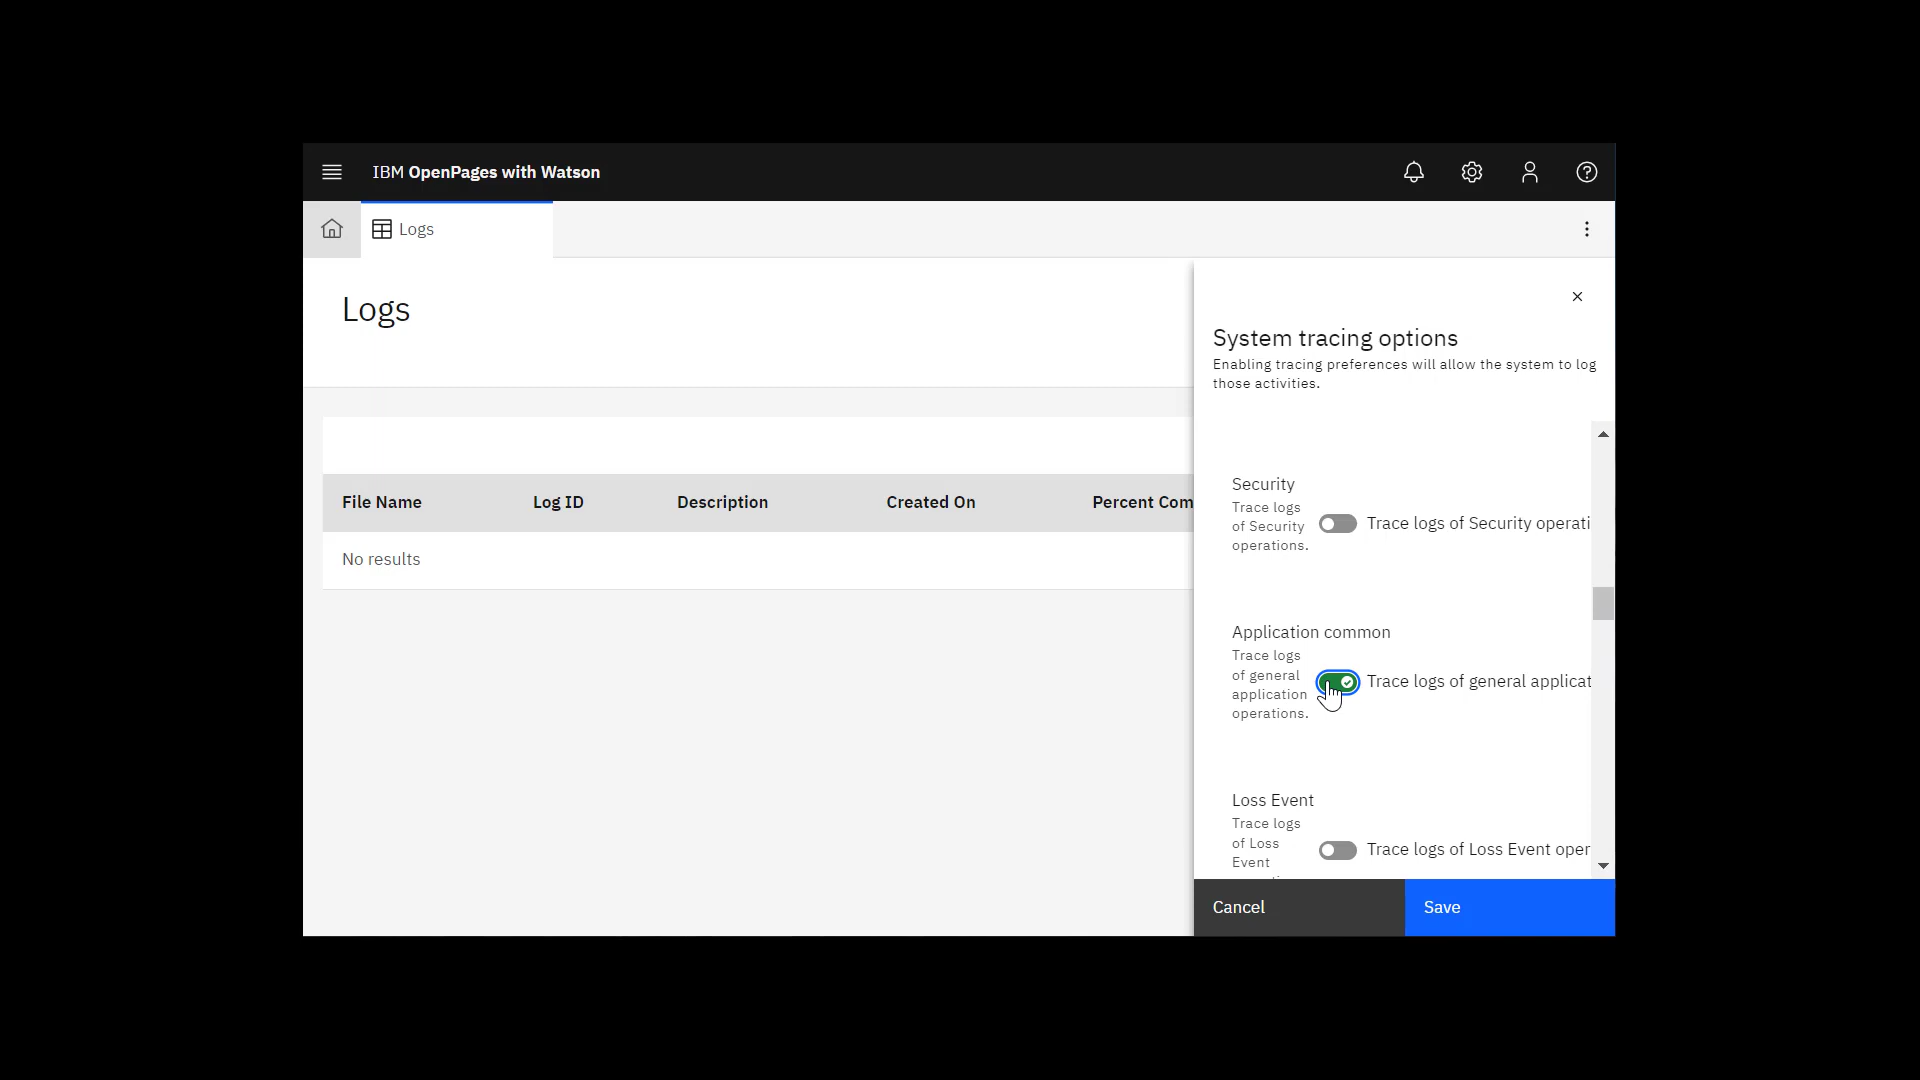 IBM OpenPages with Watson
Logs
Logs
System tracing options
Enabling tracing preferences will allow the system to log
those activities.
File Name Log ID Description Created On Percent Com
No results
Security
Trace logs
of Security
operations.
Trace logs of Security operati
Application common
Trace logs
of general
application
operations.
Trace logs of general applicat
Loss Event
Trace logs
of Loss
Event
Trace logs of Loss Event oper
Cancel
Save